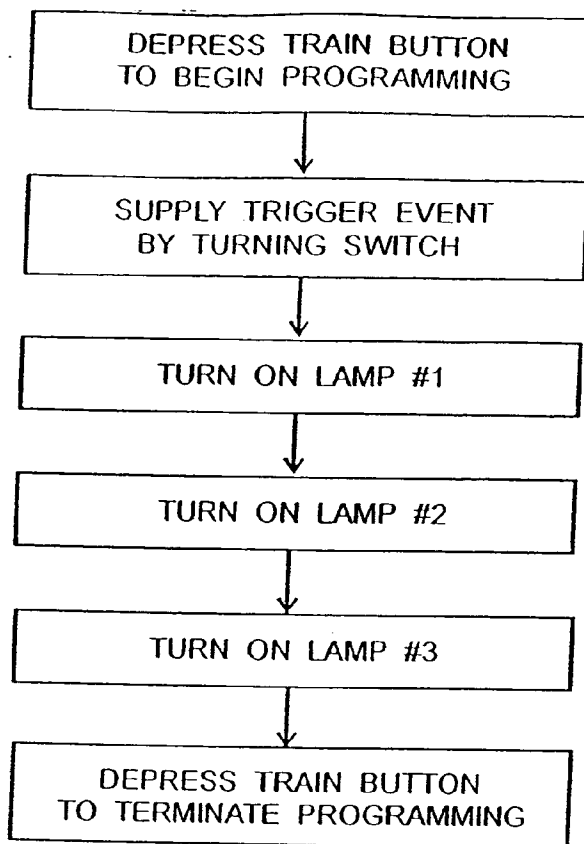 DEPRESS TRAIN BUTTON
TO BEGIN PROGRAMMING
SUPPLY TRIGGER EVENT
BY TURNING SWITCH
TURN ON LAMP #1
TURN ON LAMP #2
TURN ON LAMP #3
DEPRESS TRAIN BUTTON
TO TERMINATE PROGRAMMING